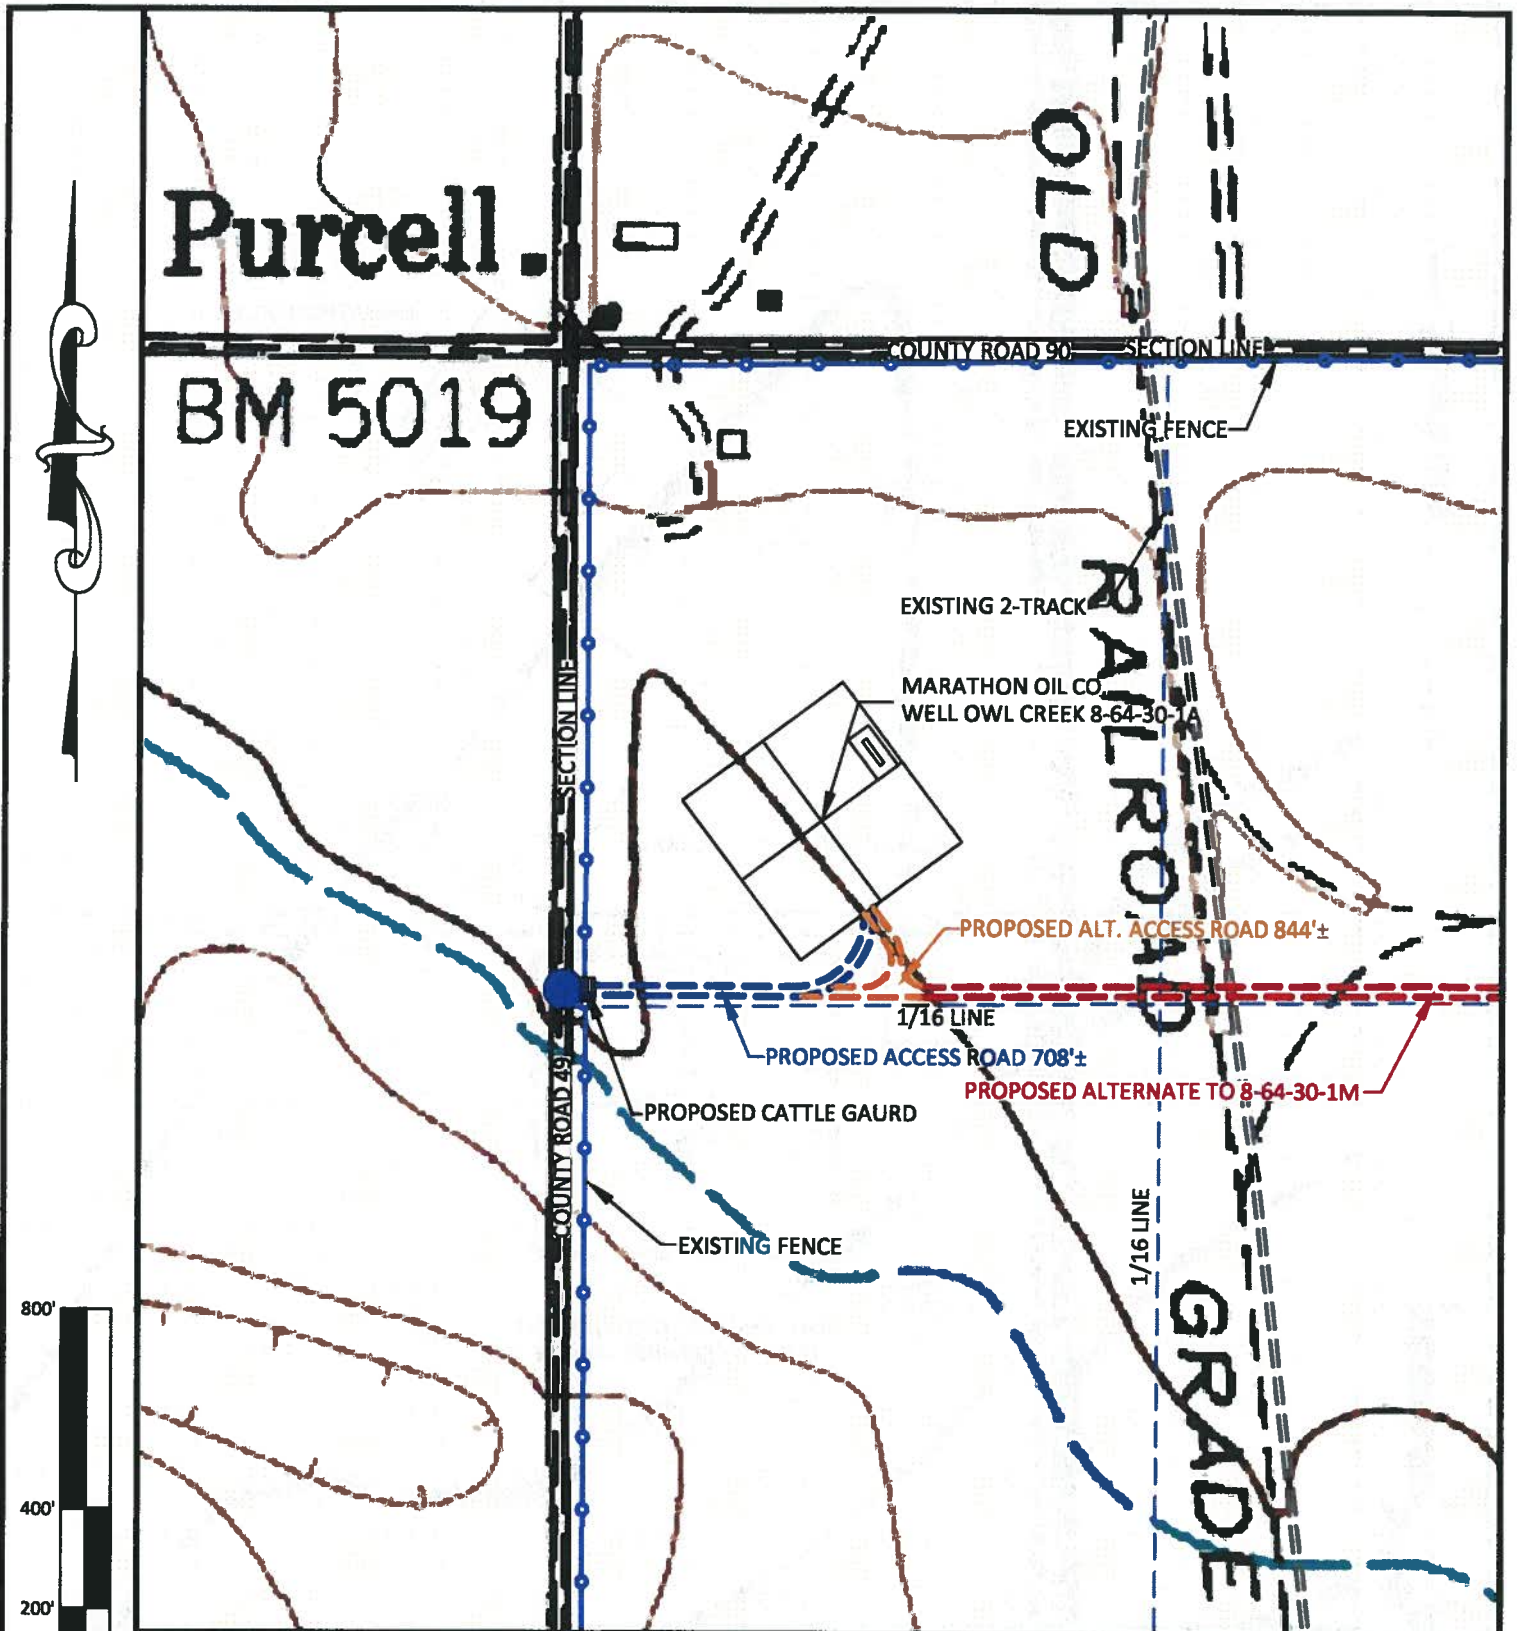 OLD
Purcell.
COUNTY ROAD 90
SECTION LINE
BM 5019
EXISTING FENCE
RAILROAD
EXISTING 2-TRACK
MARATHON OIL CO.
WELL OWL CREEK 8-64-30-1A
SECTION LINE
PROPOSED ALT. ACCESS ROAD 844'±
1/16 LINE
PROPOSED ACCESS ROAD 708'±
PROPOSED ALTERNATE TO 8-64-30-1M
PROPOSED CATTLE GAURD
COUNTY ROAD 49
1/16 LINE
EXISTING FENCE
GRADE
800'
400'
200'